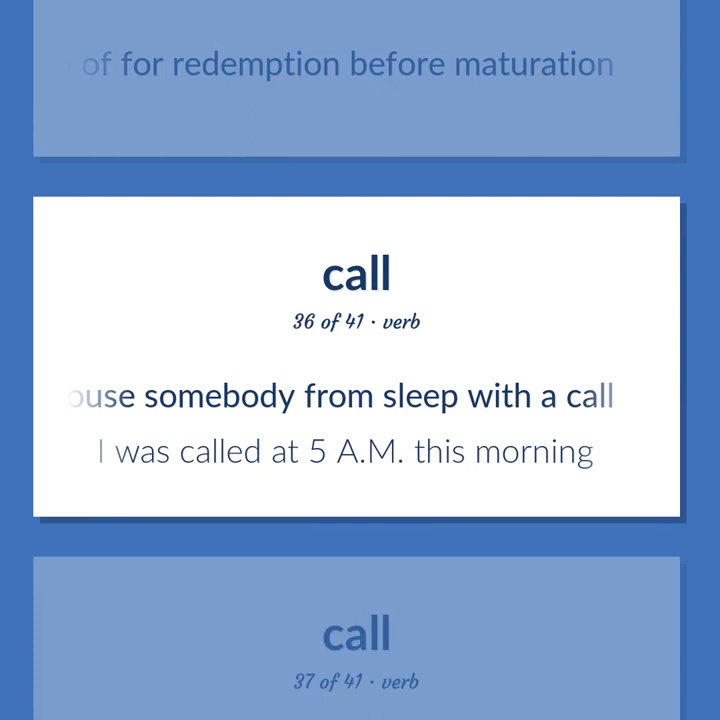 of for redemption before maturation
call
36 of 41 · verb
ouse somebody from sleep with a call
I was called at 5 A.M. this morning
call
37 of 41 · verb